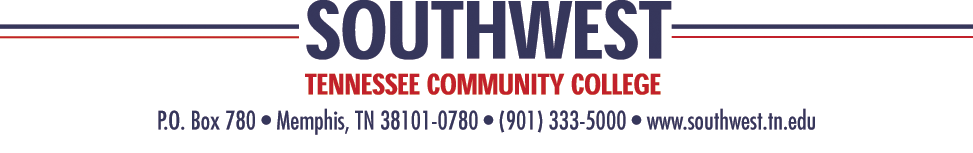 SOUTHWEST
TENNESSEE COMMUNITY COLLEGE
P.O. Box 780 • Memphis, TN 38101-0780 • (901) 333-5000 • www.southwest.tn.edu